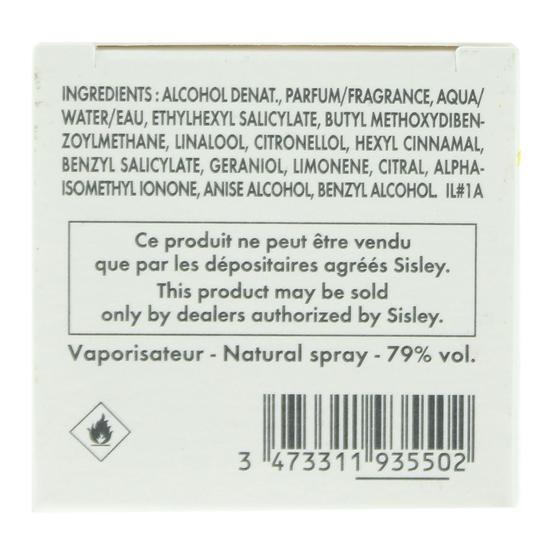 INGREDIENTS : ALCOHOL DENAT., PARFUM/FRAGRANCE, AQUA/
WATER/EAU, ETHYLHEXYL SALICYLATE, BUTYL METHOXYDIBEN-
ZOYLMETHANE, LINALOOL, CITRONELLOL, HEXYL CINNAMAL,
BENZYL SALICYLATE, GERANIOL, LIMONENE, CITRAL, ALPHA-
ISOMETHYL IONONE, ANISE ALCOHOL, BENZYL ALCOHOL. IL#1A
Ce produit ne peut être vendu
que par les dépositaires agréés Sisley.
This product may be sold
only by dealers authorized by Sisley.
Vaporisateur - Natural spray - 79% vol.
3 473311 935502